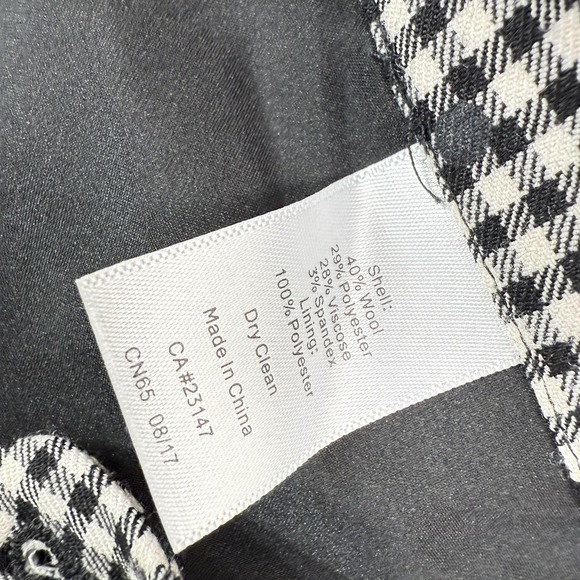 Shell:
40% Wool
29% Polyester
28% Viscose
3% Spandex
Lining:
100% Polyester
Dry Clean
Made In China
CA#23147
CN65 08/17